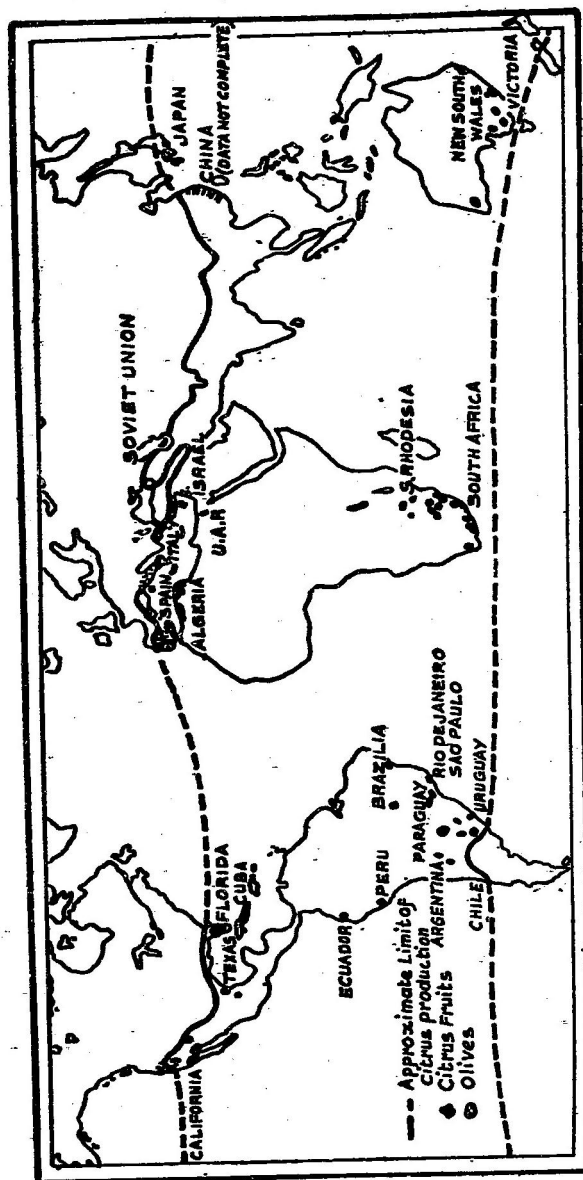 SOVIET UNION
JAPAN
CHINA
(DATA NOT COMPLETE)
SPAIN
ITALY
ISRAEL
ALGERIA
U.A.R
CALIFORNIA
TEXAS
FLORIDA
CUBA
ECUADOR
PERU
BRAZILIA
PARAGUAY
RIO DE JANEIRO
SAO PAULO
ARGENTINA
URUGUAY
CHILE
S.RHODESIA
SOUTH AFRICA
NEW SOUTH
WALES
VICTORIA
Approximate Limit of
Citrus production
Citrus Fruits
Olives